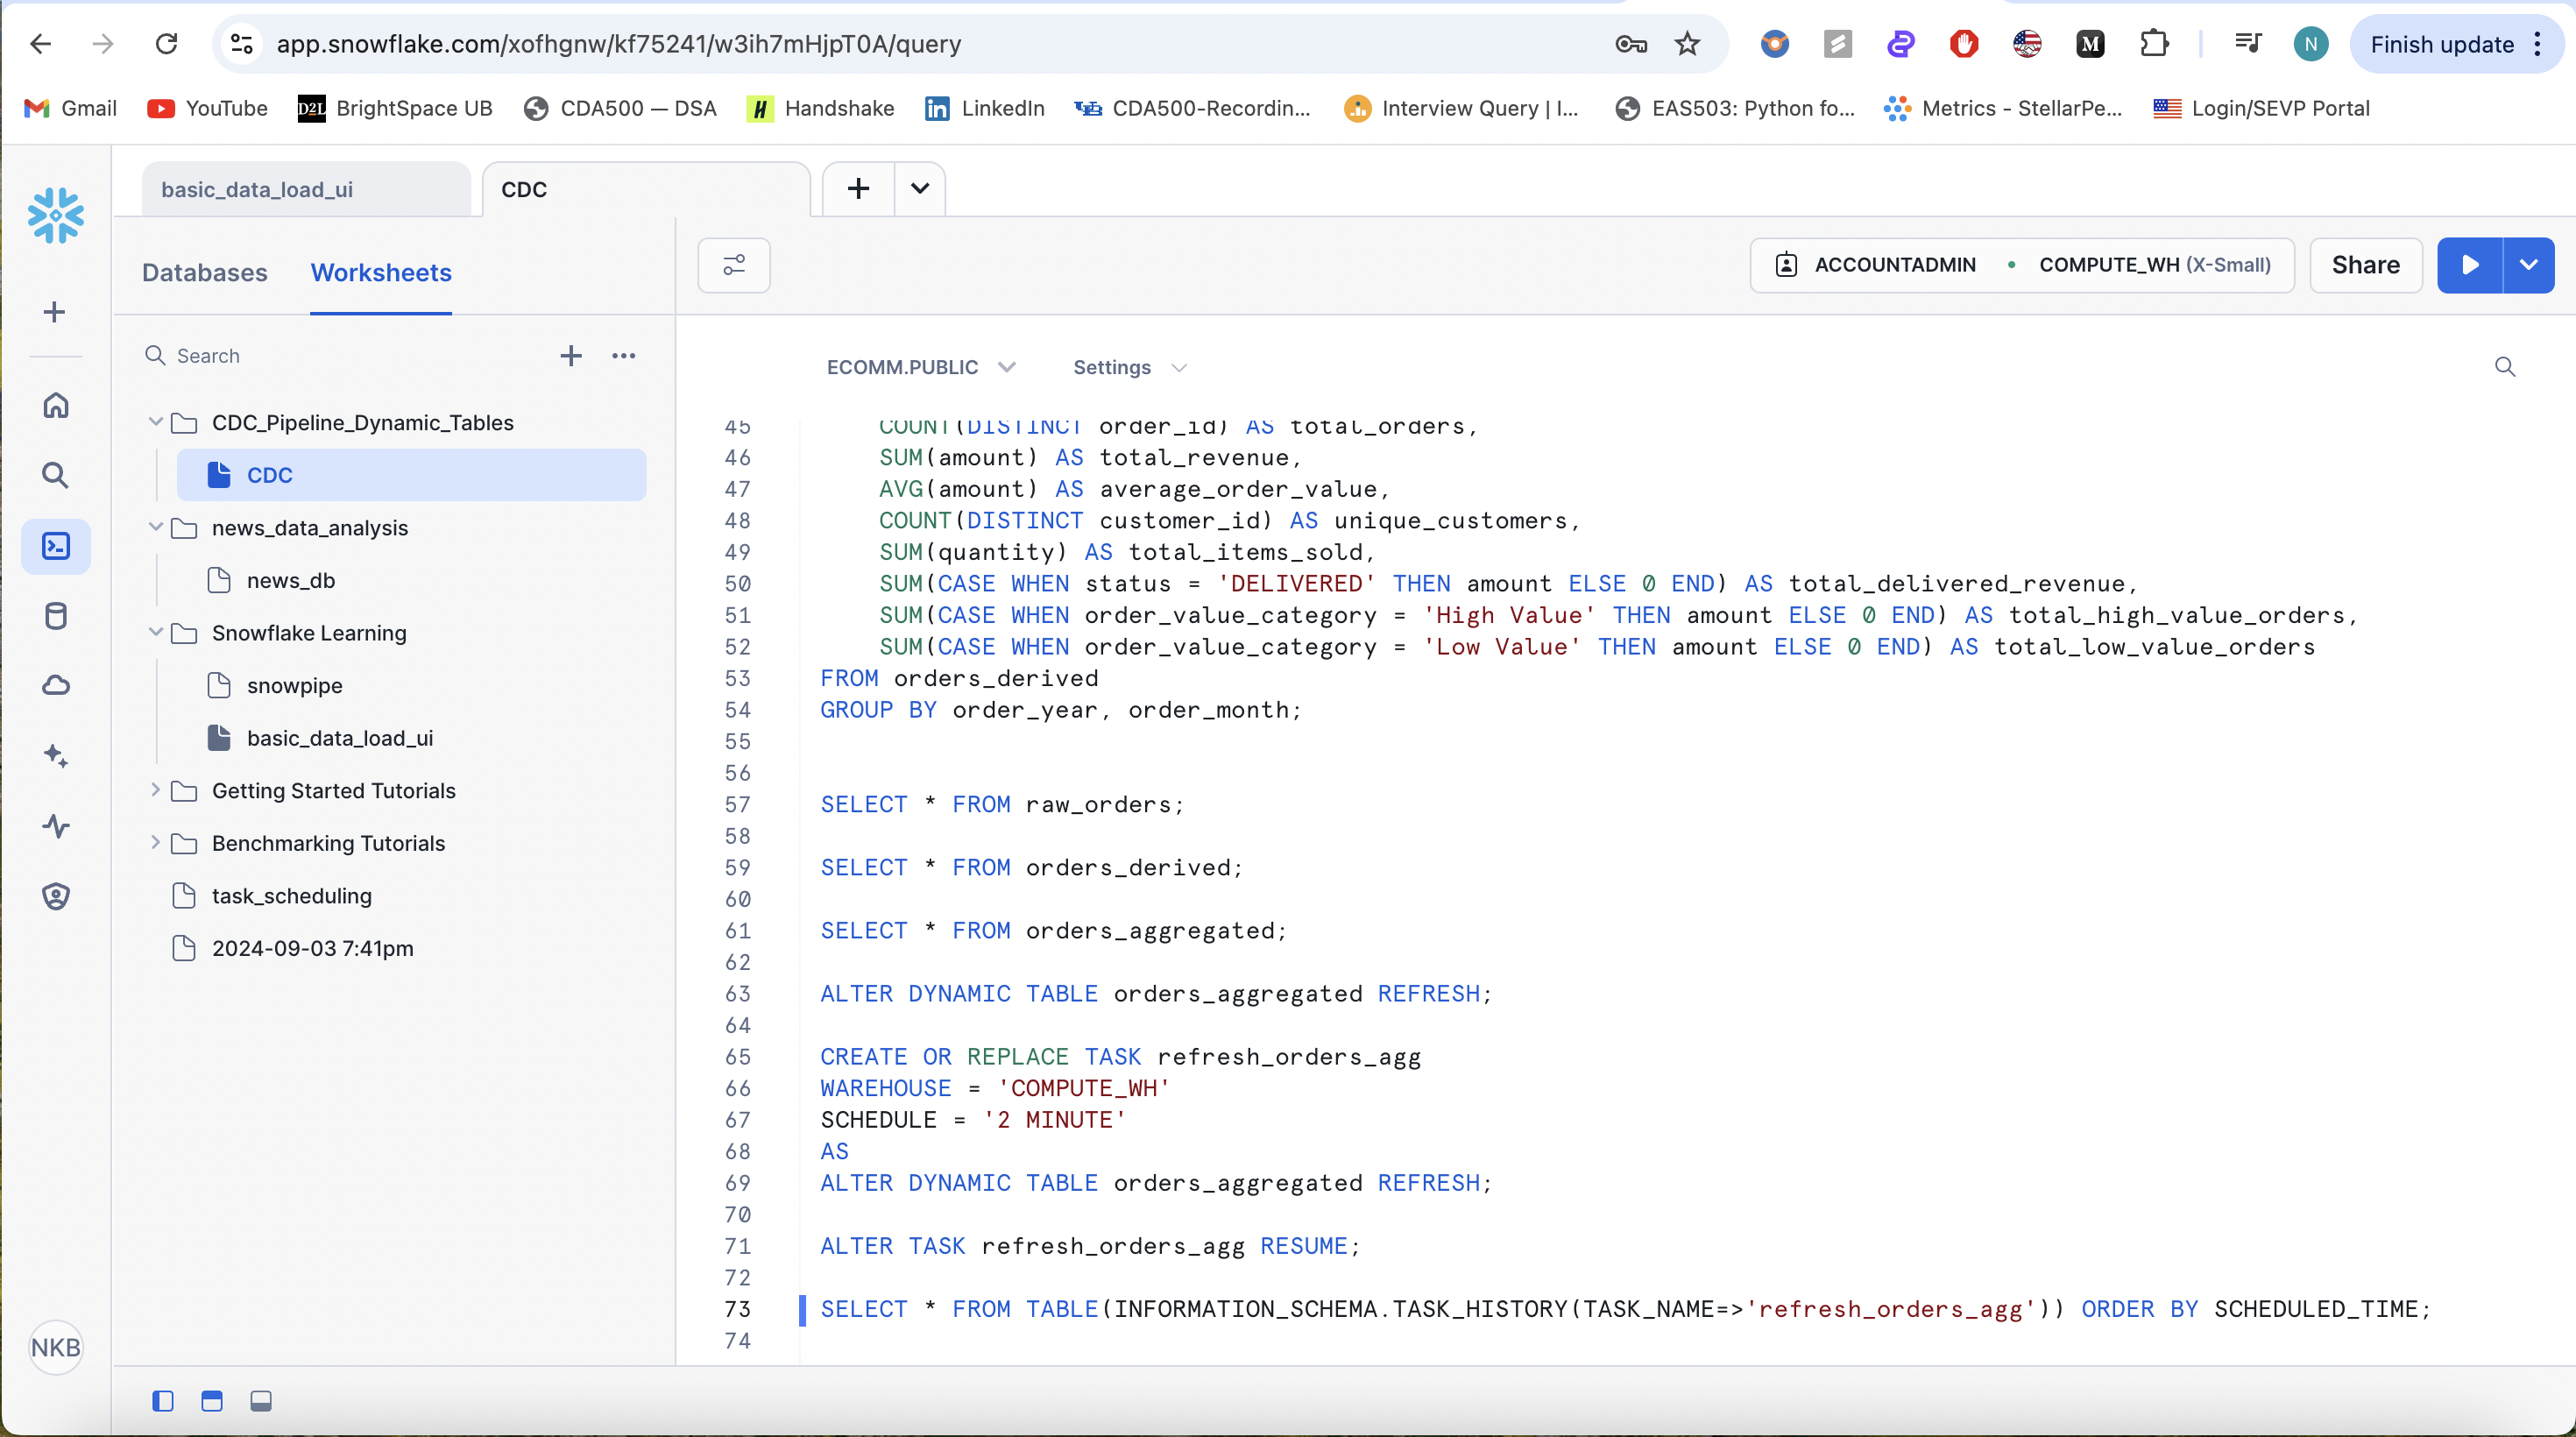 app.snowflake.com/xofhgnw/kf75241/w3ih7mHjpT0A/query
M
N
Finish update
Gmail
YouTube
D2L BrightSpace UB
CDA500 — DSA
Handshake
LinkedIn
CDA500-Recordin...
Interview Query | I...
EAS503: Python fo...
Metrics - StellarPe...
Login/SEVP Portal
basic_data_load_ui
CDC
Databases
Worksheets
ACCOUNTADMIN
COMPUTE_WH (X-Small)
Share
Search
CDC_Pipeline_Dynamic_Tables
CDC
news_data_analysis
news_db
Snowflake Learning
snowpipe
basic_data_load_ui
Getting Started Tutorials
Benchmarking Tutorials
task_scheduling
2024-09-03 7:41pm
NKB
ECOMM.PUBLIC
Settings
45 COUNT(DISTINCT order_id) AS total_orders,
46 SUM(amount) AS total_revenue,
47 AVG(amount) AS average_order_value,
48 COUNT(DISTINCT customer_id) AS unique_customers,
49 SUM(quantity) AS total_items_sold,
50 SUM(CASE WHEN status = 'DELIVERED' THEN amount ELSE 0 END) AS total_delivered_revenue,
51 SUM(CASE WHEN order_value_category = 'High Value' THEN amount ELSE 0 END) AS total_high_value_orders,
52 SUM(CASE WHEN order_value_category = 'Low Value' THEN amount ELSE 0 END) AS total_low_value_orders
53 FROM orders_derived
54 GROUP BY order_year, order_month;
55
56
57 SELECT * FROM raw_orders;
58
59 SELECT * FROM orders_derived;
60
61 SELECT * FROM orders_aggregated;
62
63 ALTER DYNAMIC TABLE orders_aggregated REFRESH;
64
65 CREATE OR REPLACE TASK refresh_orders_agg
66 WAREHOUSE = 'COMPUTE_WH'
67 SCHEDULE = '2 MINUTE'
68 AS
69 ALTER DYNAMIC TABLE orders_aggregated REFRESH;
70
71 ALTER TASK refresh_orders_agg RESUME;
72
73 SELECT * FROM TABLE(INFORMATION_SCHEMA.TASK_HISTORY(TASK_NAME=>'refresh_orders_agg')) ORDER BY SCHEDULED_TIME;
74